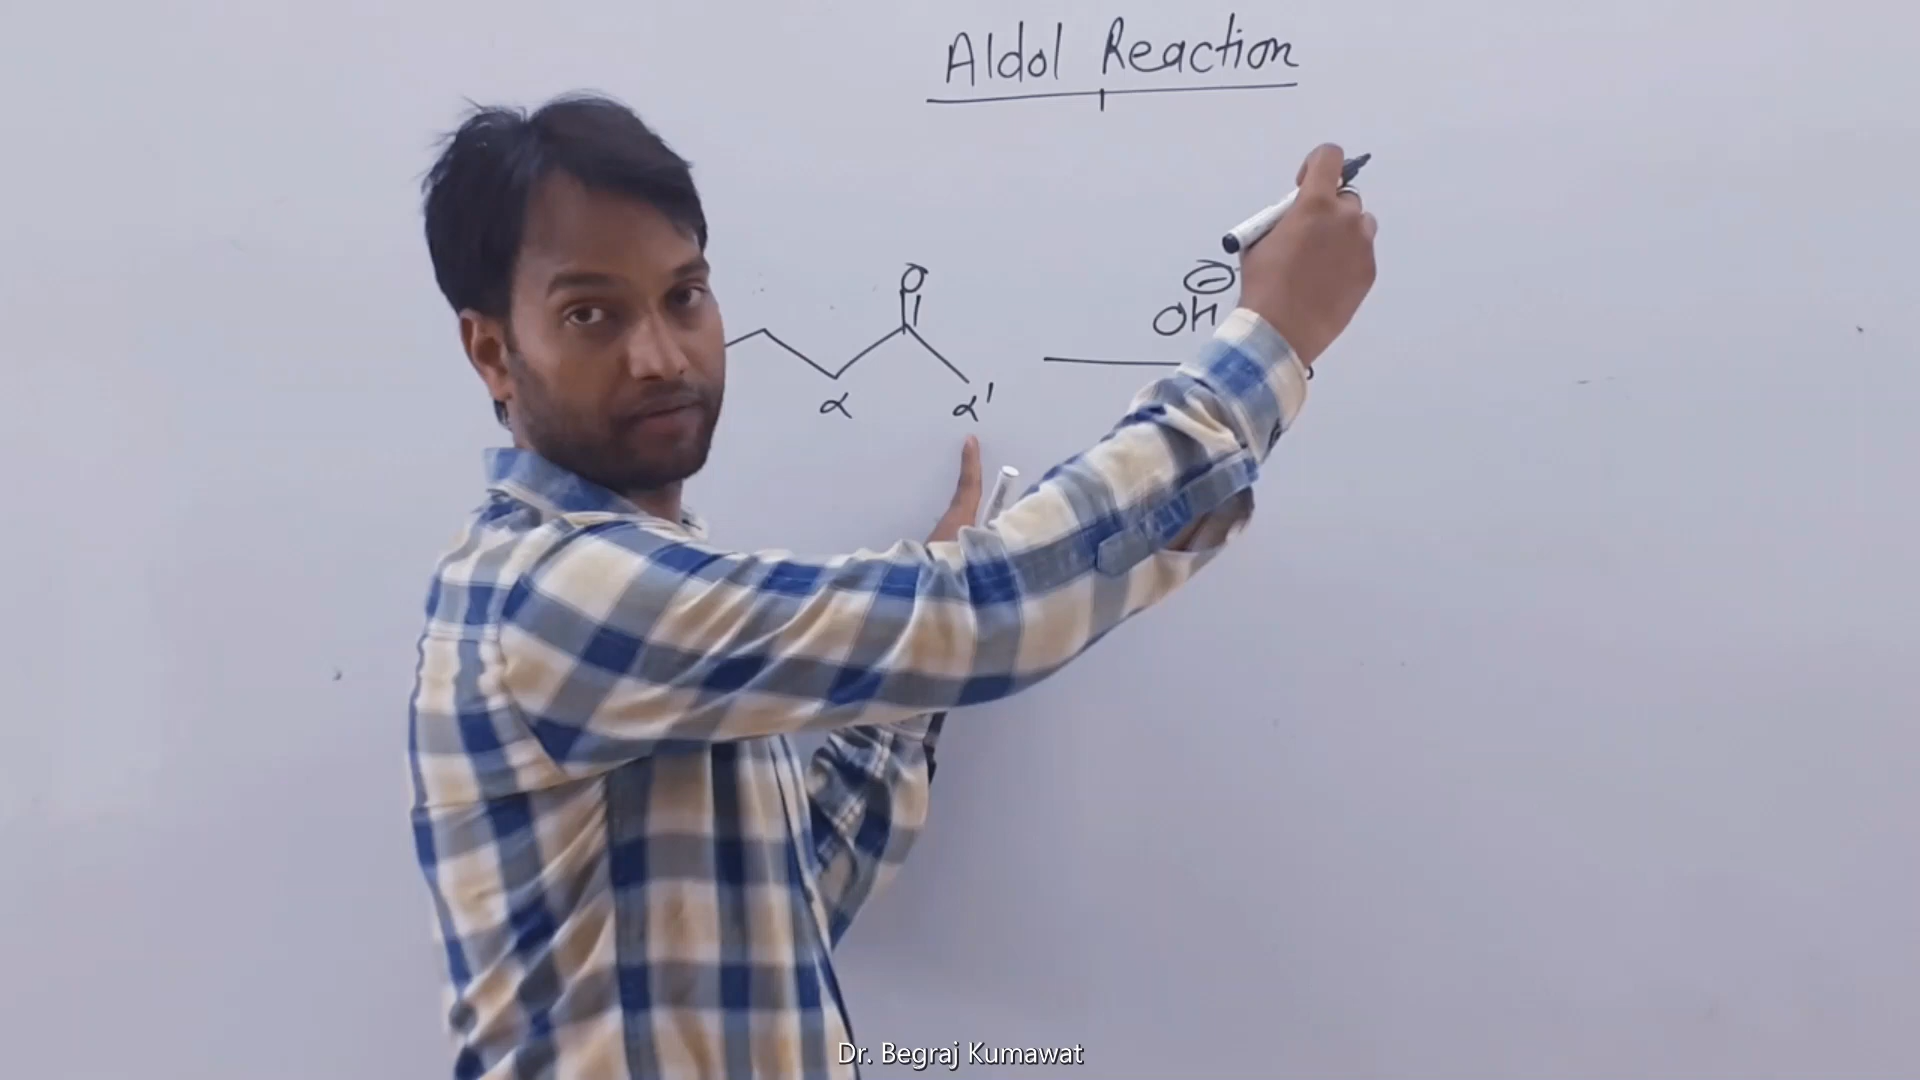 Aldol Reaction
O
⊖
OH
α
α'
Dr. Begraj Kumawat